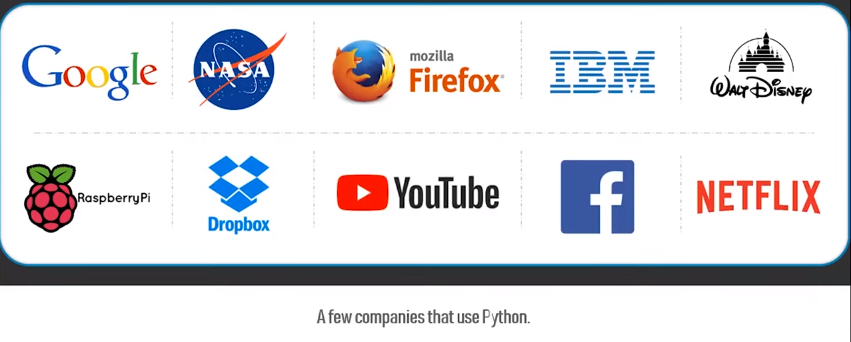 Google
NASA
mozilla
Firefox
IBM
WALT DISNEY
RaspberryPi
Dropbox
YouTube
f
NETFLIX
A few companies that use Python.